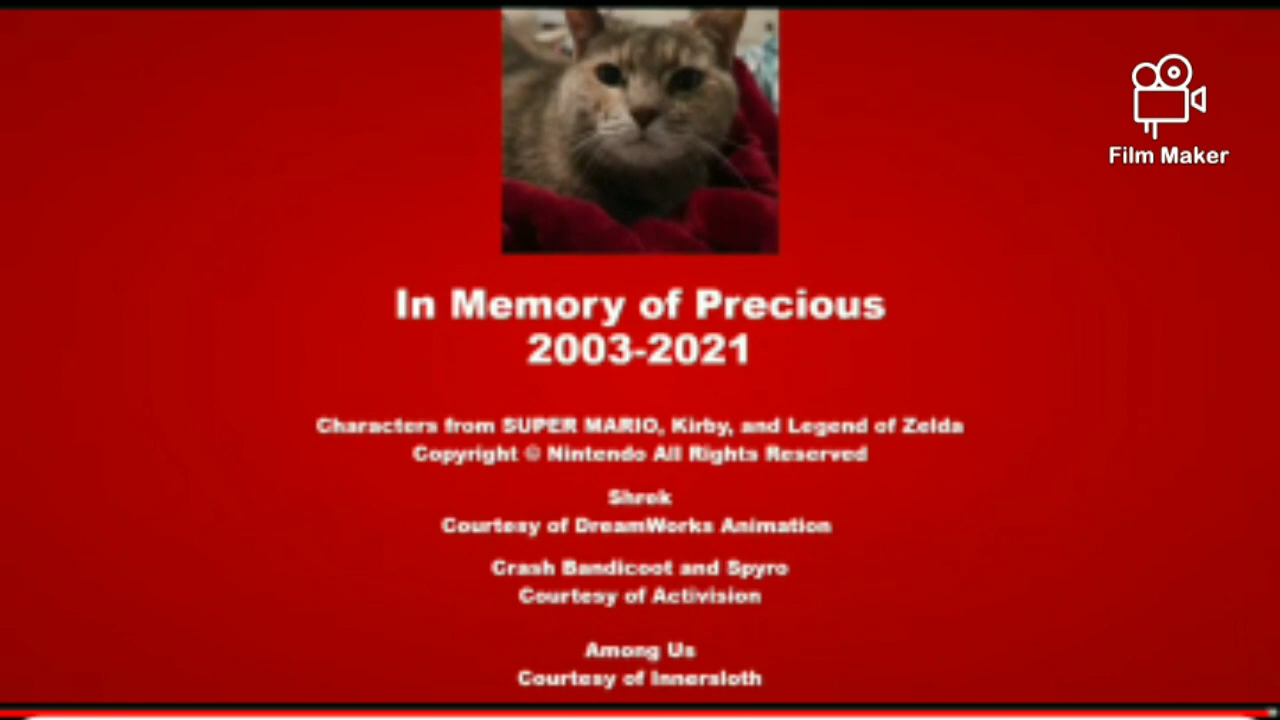 Film Maker
In Memory of Precious
2003-2021
Characters from SUPER MARIO, Kirby, and Legend of Zelda
Copyright © Nintendo All Rights Reserved
Shrek
Courtesy of DreamWorks Animation
Crash Bandicoot and Spyro
Courtesy of Activision
Among Us
Courtesy of Innersloth